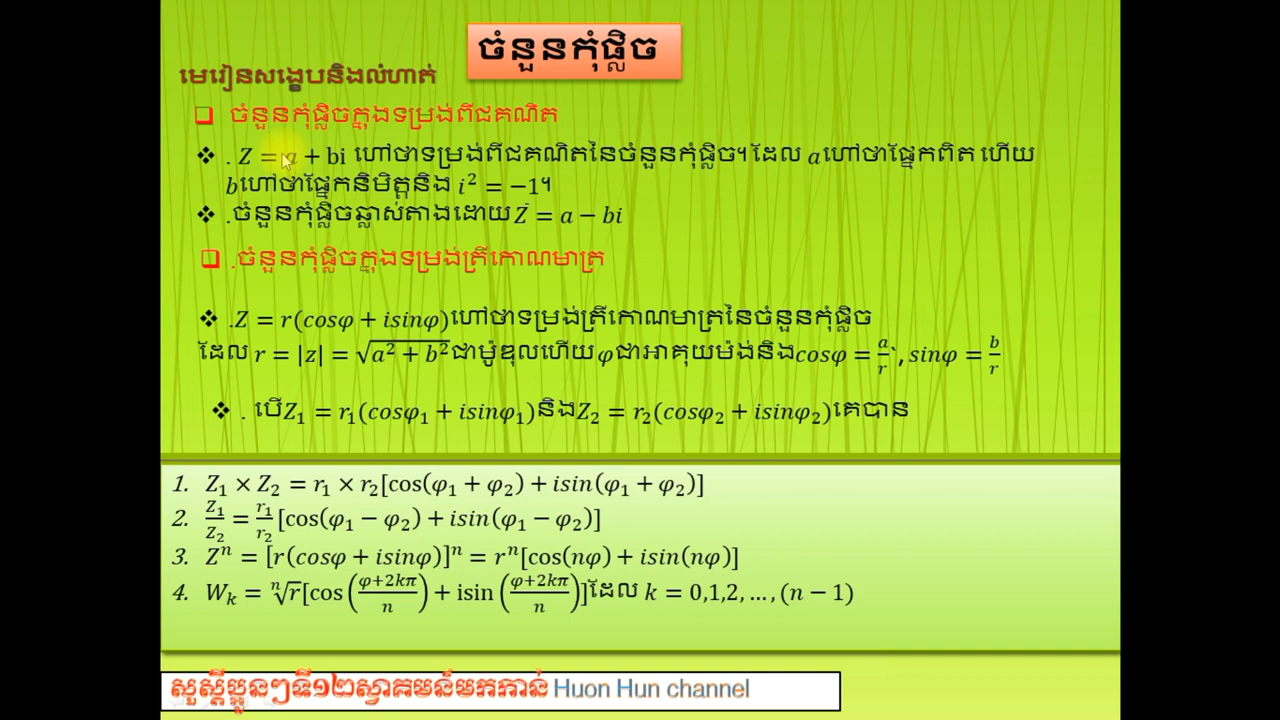 ចំនួនកុំផ្លិច
មេរៀនសង្ខេបនិងលំហាត់
ចំនួនកុំផ្លិចក្នុងទម្រង់ពីជគណិត
. Z = a + bi ហៅថាទម្រង់ពីជគណិតនៃចំនួនកុំផ្លិច។ ដែល a ហៅថាផ្នែកពិត ហើយ
b ហៅថាផ្នែកនិមិត្តនិង i² = −1។
.ចំនួនកុំផ្លិចឆ្លាស់តាងដោយ Z̄ = a − bi
.ចំនួនកុំផ្លិចក្នុងទម្រង់ត្រីកោណមាត្រ
.Z = r(cosφ + isinφ)ហៅថាទម្រង់ត្រីកោណមាត្រនៃចំនួនកុំផ្លិច
ដែល r = |z| = √(a² + b²) ជាម៉ូឌុលហើយ φ ជាអាគុយម៉ង់និង cosφ = a/r`, sinφ = b/r
. បើ Z₁ = r₁(cosφ₁ + isinφ₁)និង Z₂ = r₂(cosφ₂ + isinφ₂)គេបាន
1. Z₁ × Z₂ = r₁ × r₂[cos(φ₁ + φ₂) + isin(φ₁ + φ₂)]
2. Z₁/Z₂ = r₁/r₂ [cos(φ₁ − φ₂) + isin(φ₁ − φ₂)]
3. Zⁿ = [r(cosφ + isinφ)]ⁿ = rⁿ[cos(nφ) + isin(nφ)]
4. Wₖ = ⁿ√r[cos((φ+2kπ)/n) + isin((φ+2kπ)/n)]ដែល k = 0,1,2, …, (n − 1)
សួស្តីប្អូនៗទី១២ស្វាគមន៍មកកាន់ Huon Hun channel